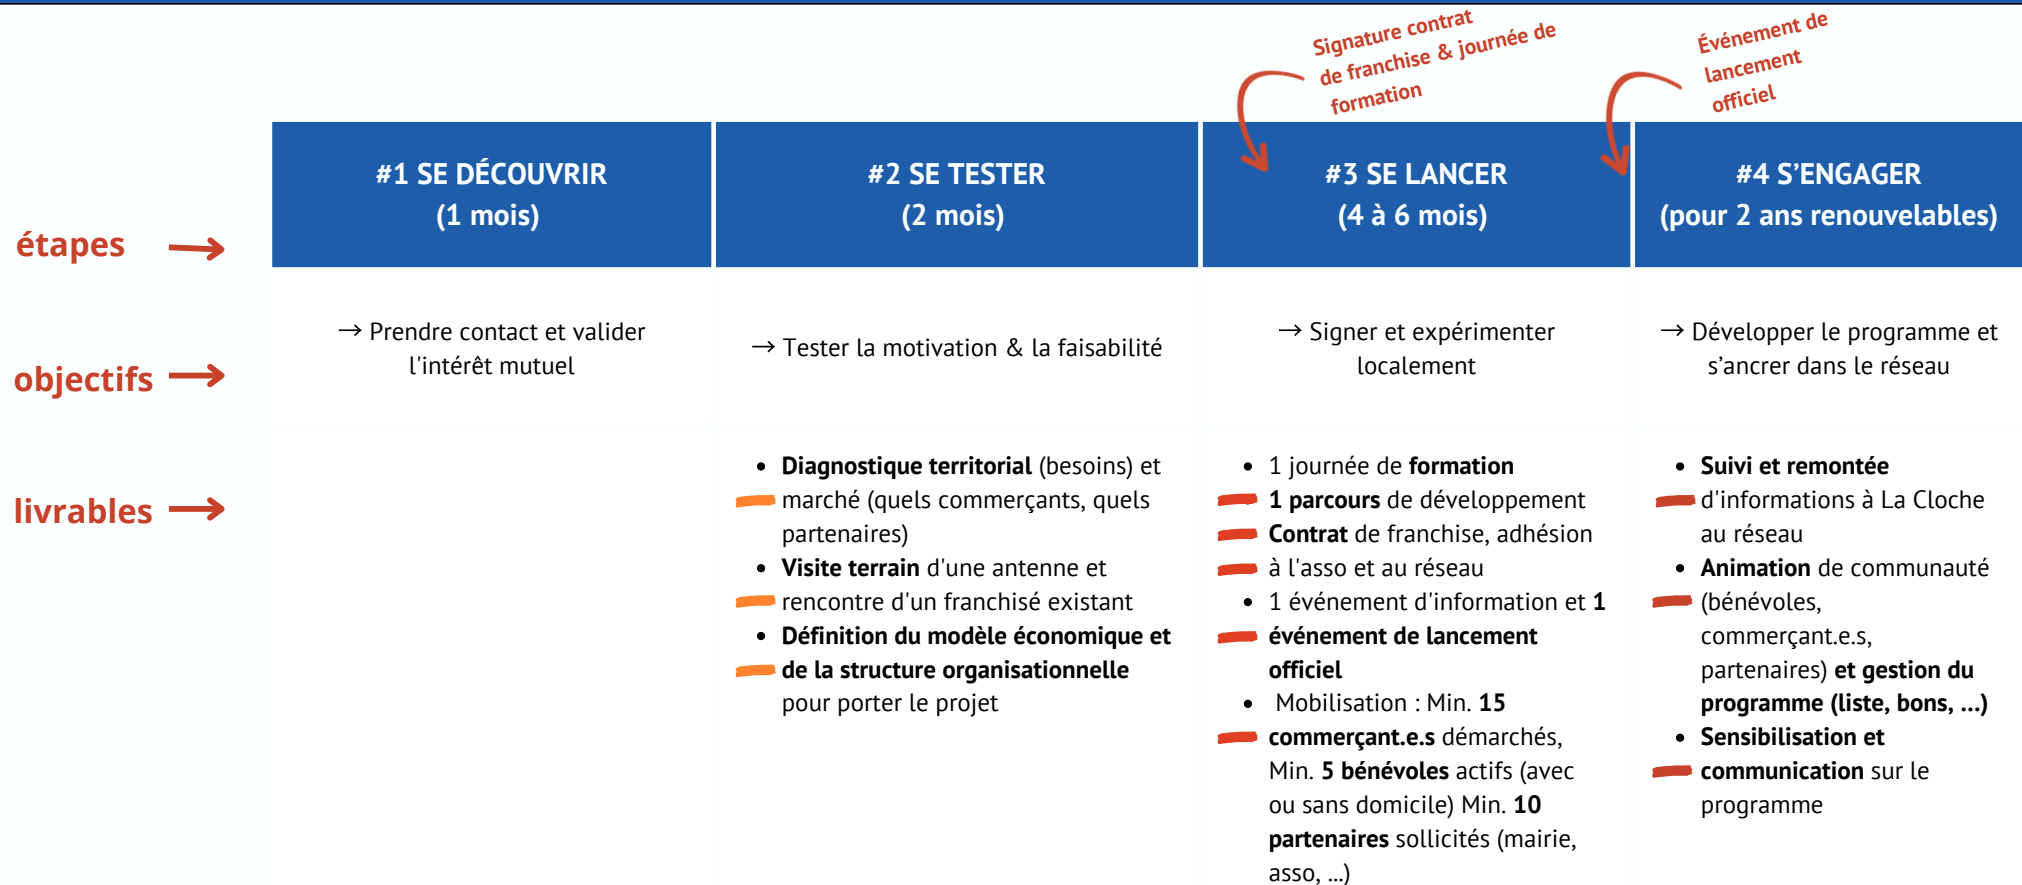 Signature contrat
de franchise & journée de
formation
Événement de
lancement
officiel
étapes
#1 SE DÉCOUVRIR
(1 mois)
#2 SE TESTER
(2 mois)
#3 SE LANCER
(4 à 6 mois)
#4 S’ENGAGER
(pour 2 ans renouvelables)
objectifs
→ Prendre contact et valider
l'intérêt mutuel
→ Tester la motivation & la faisabilité
→ Signer et expérimenter
localement
→ Développer le programme et
s’ancrer dans le réseau
livrables
• Diagnostique territorial (besoins) et
marché (quels commerçants, quels
partenaires)
• Visite terrain d'une antenne et
rencontre d'un franchisé existant
• Définition du modèle économique et
de la structure organisationnelle
pour porter le projet
• 1 journée de formation
1 parcours de développement
Contrat de franchise, adhésion
à l'asso et au réseau
• 1 événement d'information et 1
événement de lancement
officiel
• Mobilisation : Min. 15
commerçant.e.s démarchés,
Min. 5 bénévoles actifs (avec
ou sans domicile) Min. 10
partenaires sollicités (mairie,
asso, ...)
• Suivi et remontée
d'informations à La Cloche
au réseau
• Animation de communauté
(bénévoles,
commerçant.e.s,
partenaires) et gestion du
programme (liste, bons, ...)
• Sensibilisation et
communication sur le
programme